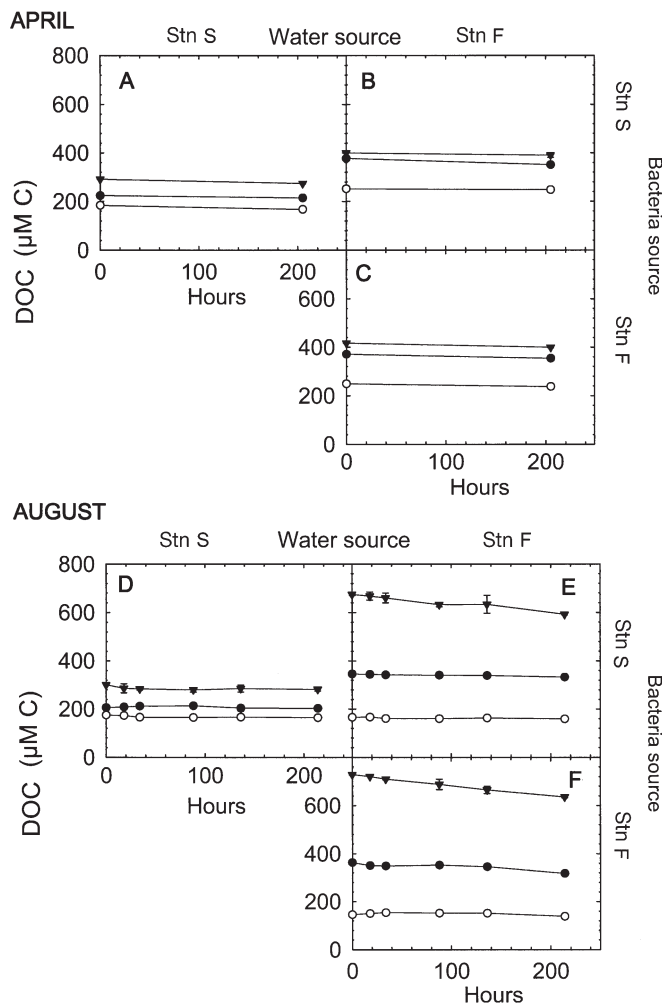 APRIL
Stn S Water source Stn F
800
600
400
200
0
A
B
Stn S
0 100 200
Hours
DOC (µM C)
Bacteria source
C
600
400
200
0
Stn F
0 100 200
Hours
AUGUST
Stn S Water source Stn F
800
600
400
200
0
D
E
Stn S
0 100 200
Hours
DOC (µM C)
Bacteria source
F
600
400
200
0
Stn F
0 100 200
Hours